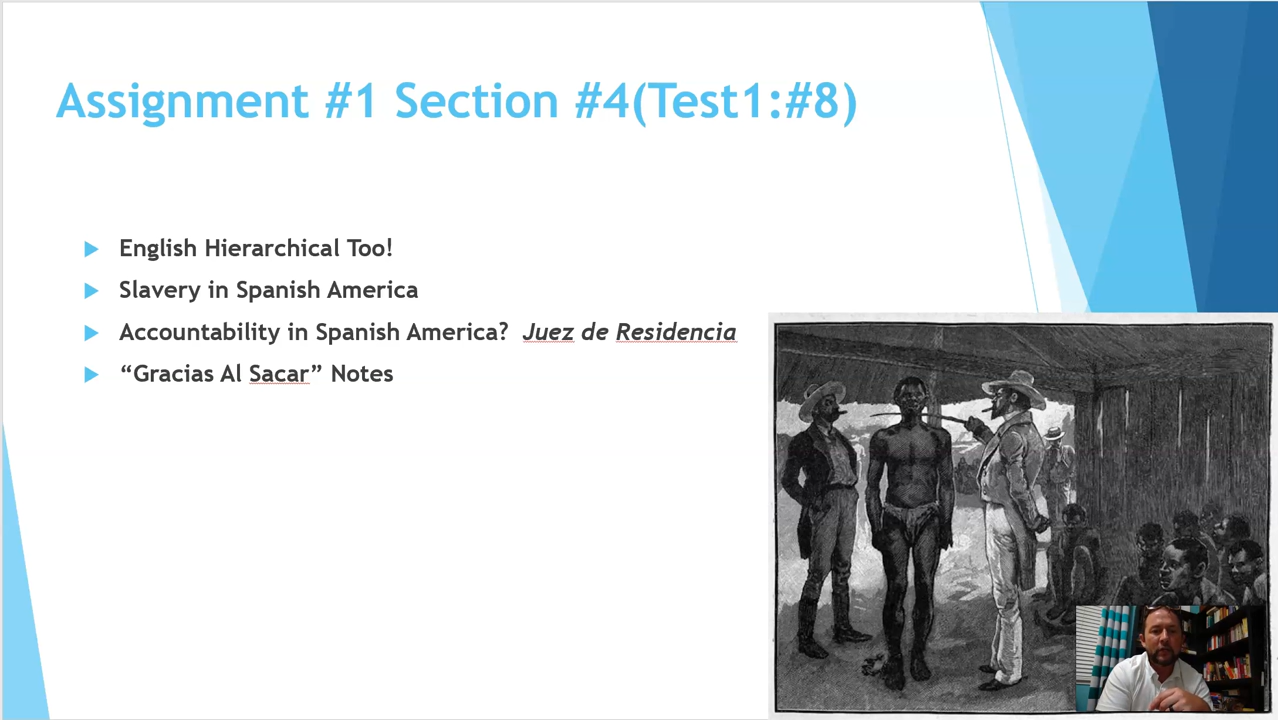 Assignment #1 Section #4(Test1:#8)
English Hierarchical Too!
Slavery in Spanish America
Accountability in Spanish America? Juez de Residencia
“Gracias Al Sacar” Notes